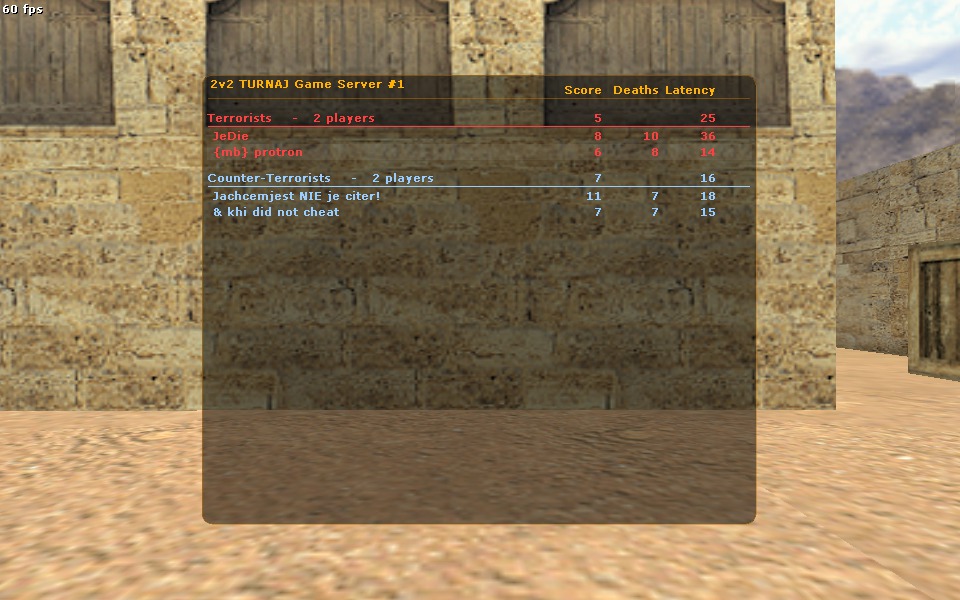 60 fps
2v2 TURNAJ Game Server #1
Score Deaths Latency
Terrorists - 2 players 5 25
JeDie 8 10 36
{mb} protron 6 8 14
Counter-Terrorists - 2 players 7 16
Jachcemjest NIE je citer! 11 7 18
& khi did not cheat 7 7 15